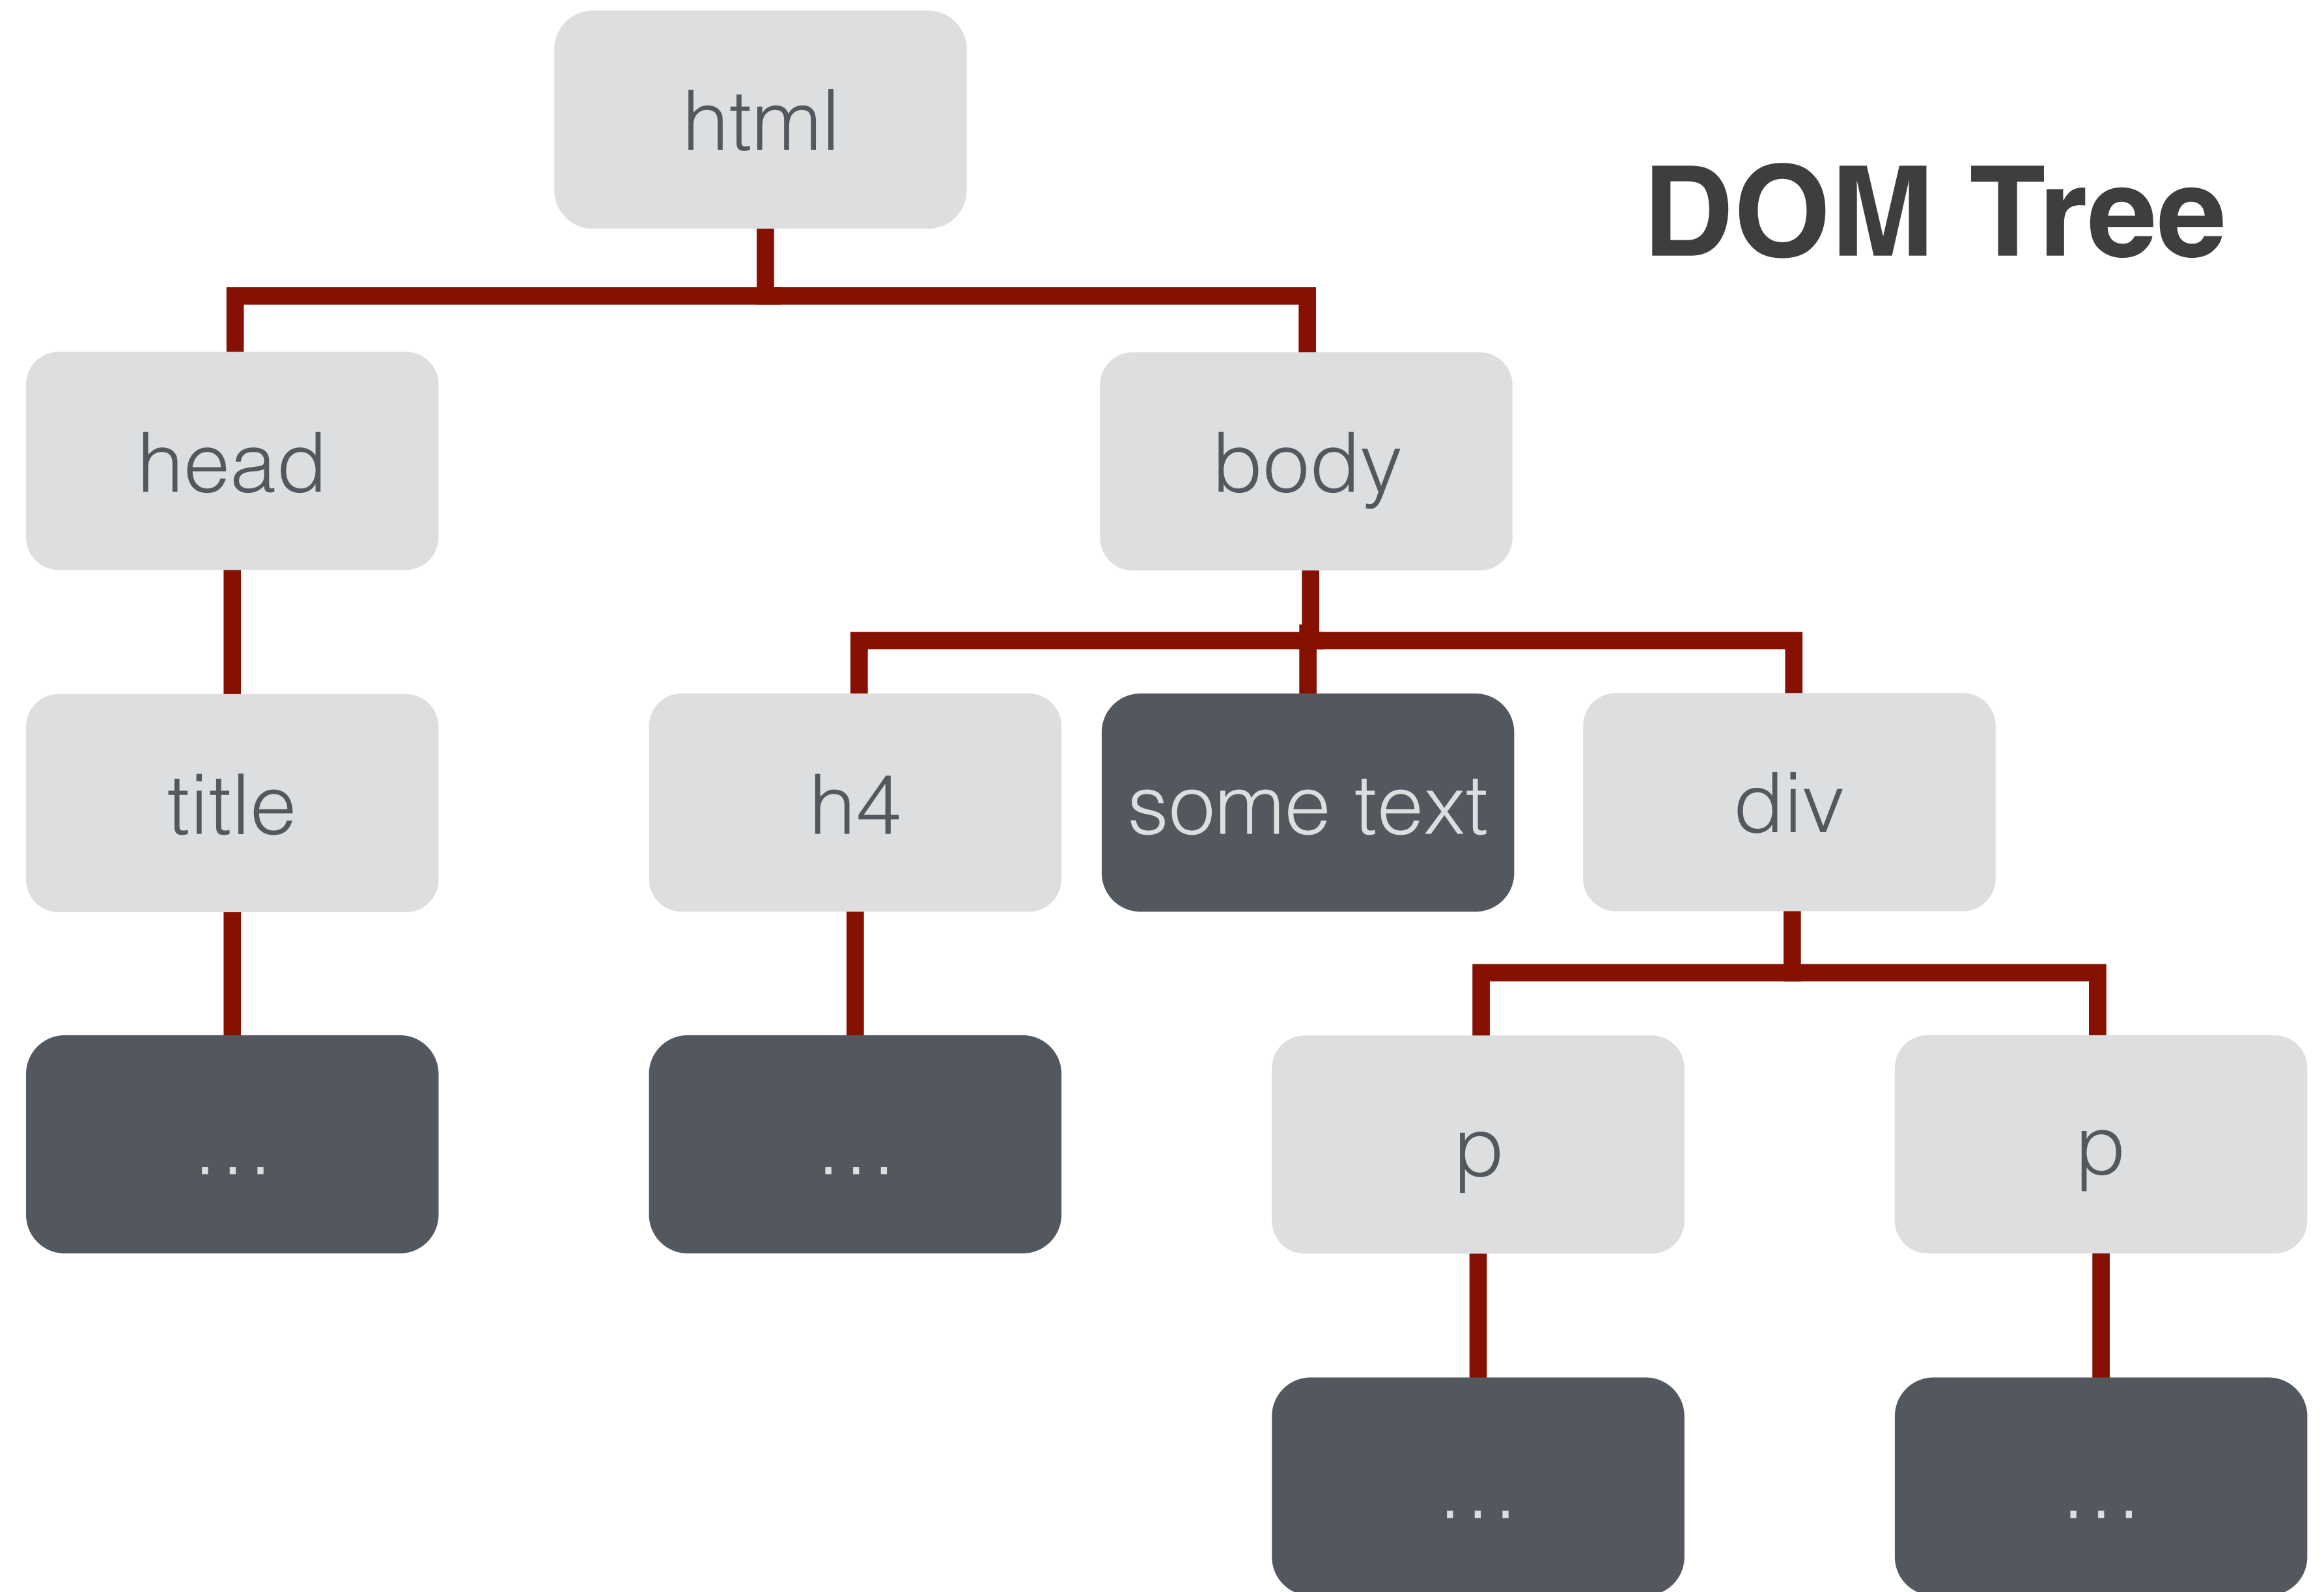 html
DOM Tree
head
body
title
h4
some text
div
...
...
p
p
...
...